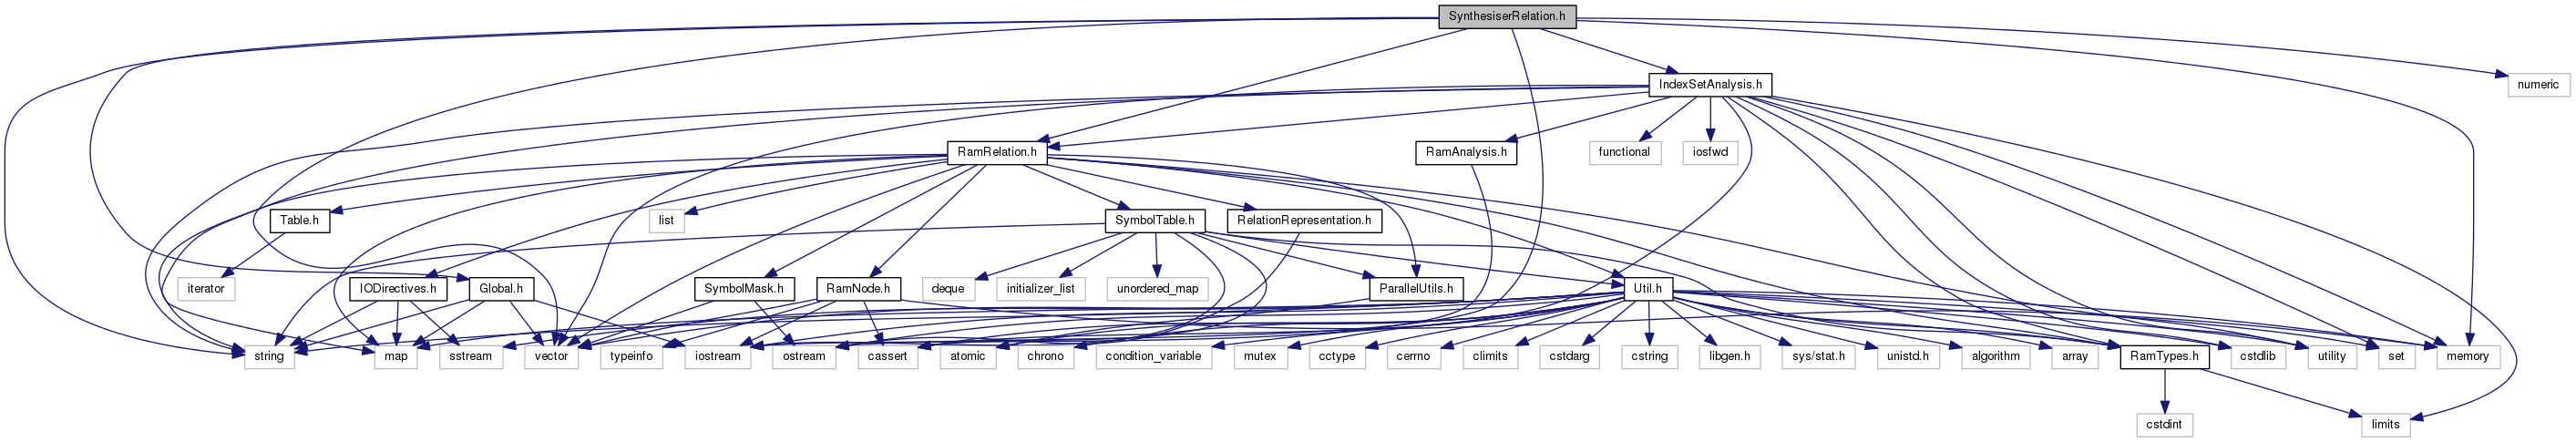 SynthesiserRelation.h
IndexSetAnalysis.h
numeric
RamRelation.h
RamAnalysis.h
functional
iosfwd
Table.h
list
SymbolTable.h
RelationRepresentation.h
iterator
IODirectives.h
Global.h
SymbolMask.h
RamNode.h
deque
initializer_list
unordered_map
ParallelUtils.h
Util.h
string
map
sstream
vector
typeinfo
iostream
ostream
cassert
atomic
chrono
condition_variable
mutex
cctype
cerrno
climits
cstdarg
cstring
libgen.h
sys/stat.h
unistd.h
algorithm
array
RamTypes.h
cstdlib
utility
set
memory
cstdint
limits